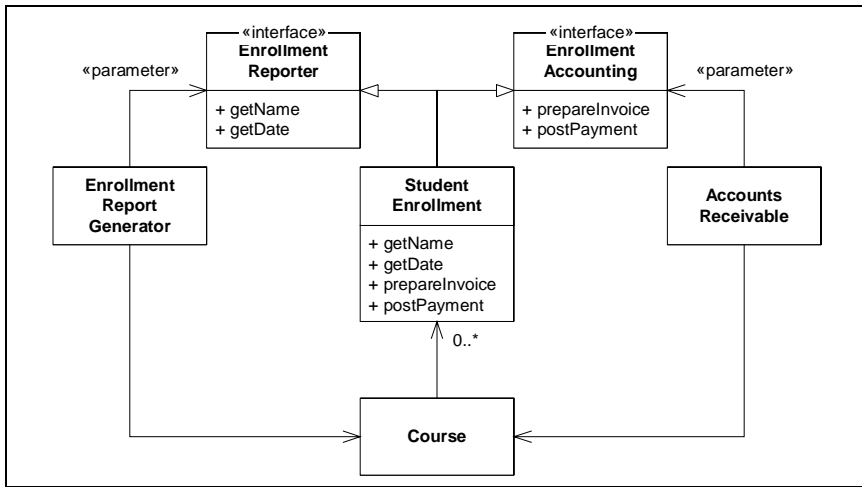 «interface»
Enrollment
Reporter
+ getName
+ getDate
«interface»
Enrollment
Accounting
+ prepareInvoice
+ postPayment
«parameter»
«parameter»
Enrollment
Report
Generator
Student
Enrollment
+ getName
+ getDate
+ prepareInvoice
+ postPayment
Accounts
Receivable
0..*
Course